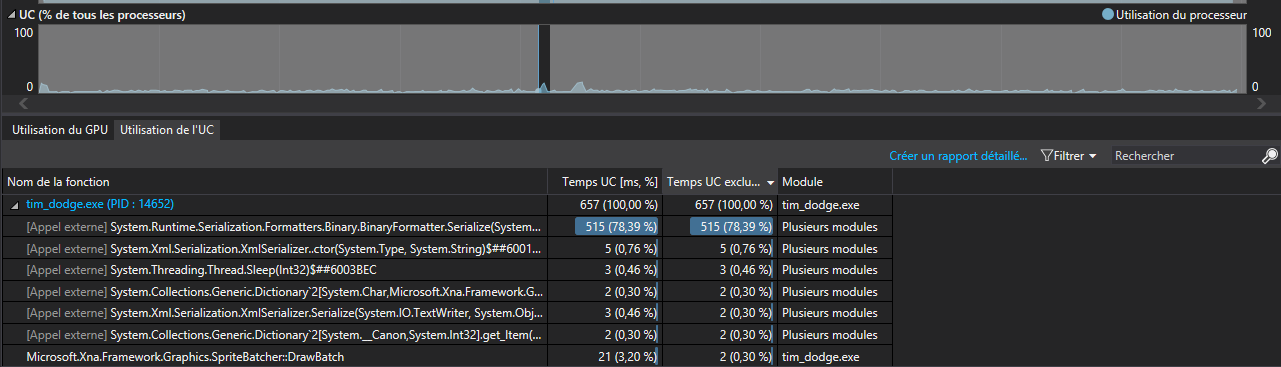 UC (% de tous les processeurs)
Utilisation du processeur
100
100
0
0
Utilisation du GPU
Utilisation de l'UC
Créer un rapport détaillé...
Filtrer
Rechercher
Nom de la fonction Temps UC [ms, %] Temps UC exclu... Module
tim_dodge.exe (PID : 14652) 657 (100,00 %) 657 (100,00 %) tim_dodge.exe
[Appel externe] System.Runtime.Serialization.Formatters.Binary.BinaryFormatter.Serialize(System... 515 (78,39 %) 515 (78,39 %) Plusieurs modules
[Appel externe] System.Xml.Serialization.XmlSerializer..ctor(System.Type, System.String)$##6001... 5 (0,76 %) 5 (0,76 %) Plusieurs modules
[Appel externe] System.Threading.Thread.Sleep(Int32)$##6003BEC 3 (0,46 %) 3 (0,46 %) Plusieurs modules
[Appel externe] System.Collections.Generic.Dictionary`2[System.Char,Microsoft.Xna.Framework.G... 2 (0,30 %) 2 (0,30 %) Plusieurs modules
[Appel externe] System.Xml.Serialization.XmlSerializer.Serialize(System.IO.TextWriter, System.Obj... 3 (0,46 %) 2 (0,30 %) Plusieurs modules
[Appel externe] System.Collections.Generic.Dictionary`2[System.__Canon,System.Int32].get_Item(... 2 (0,30 %) 2 (0,30 %) Plusieurs modules
Microsoft.Xna.Framework.Graphics.SpriteBatcher::DrawBatch 21 (3,20 %) 2 (0,30 %) tim_dodge.exe